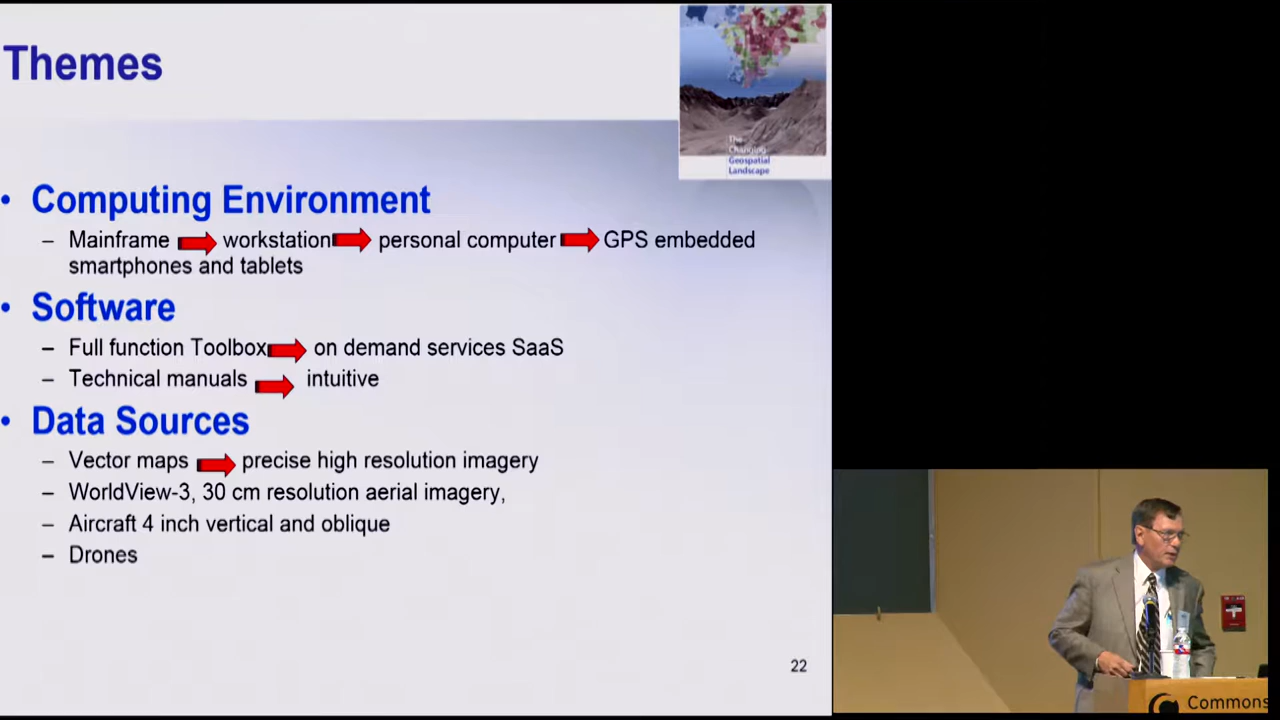 Themes
The
Changing
Geospatial
Landscape
• Computing Environment
– Mainframe workstation personal computer GPS embedded
smartphones and tablets
• Software
– Full function Toolbox on demand services SaaS
– Technical manuals intuitive
• Data Sources
– Vector maps precise high resolution imagery
– WorldView-3, 30 cm resolution aerial imagery,
– Aircraft 4 inch vertical and oblique
– Drones
22
Commons